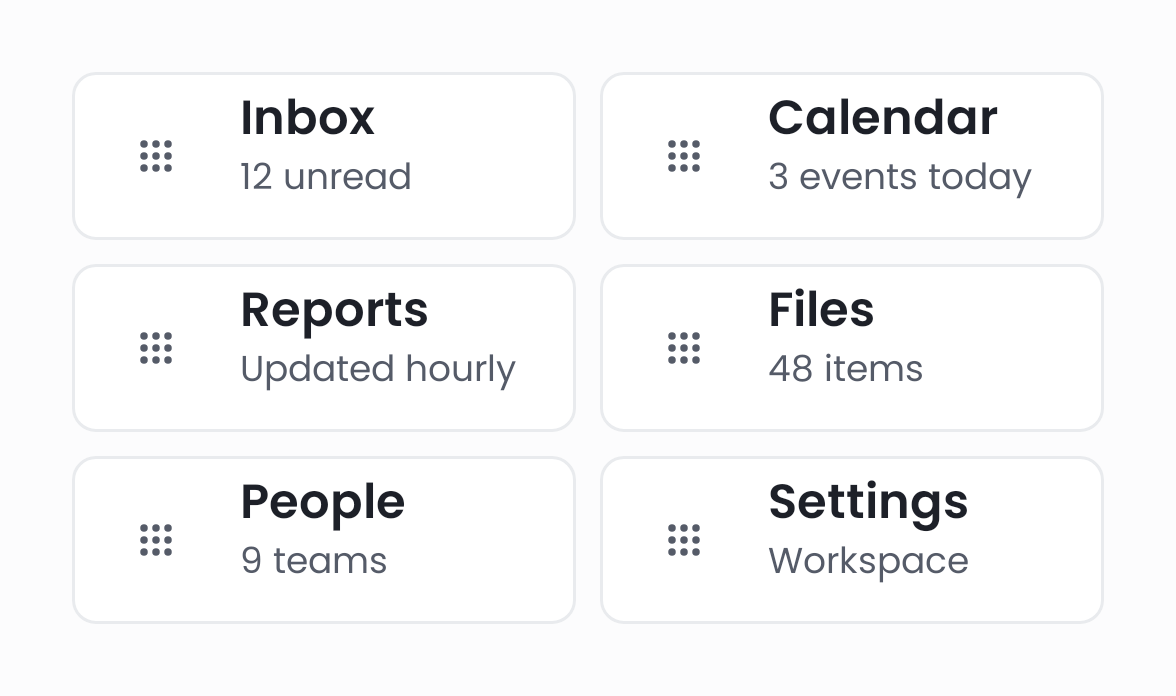 Inbox
12 unread
Calendar
3 events today
Reports
Updated hourly
Files
48 items
People
9 teams
Settings
Workspace